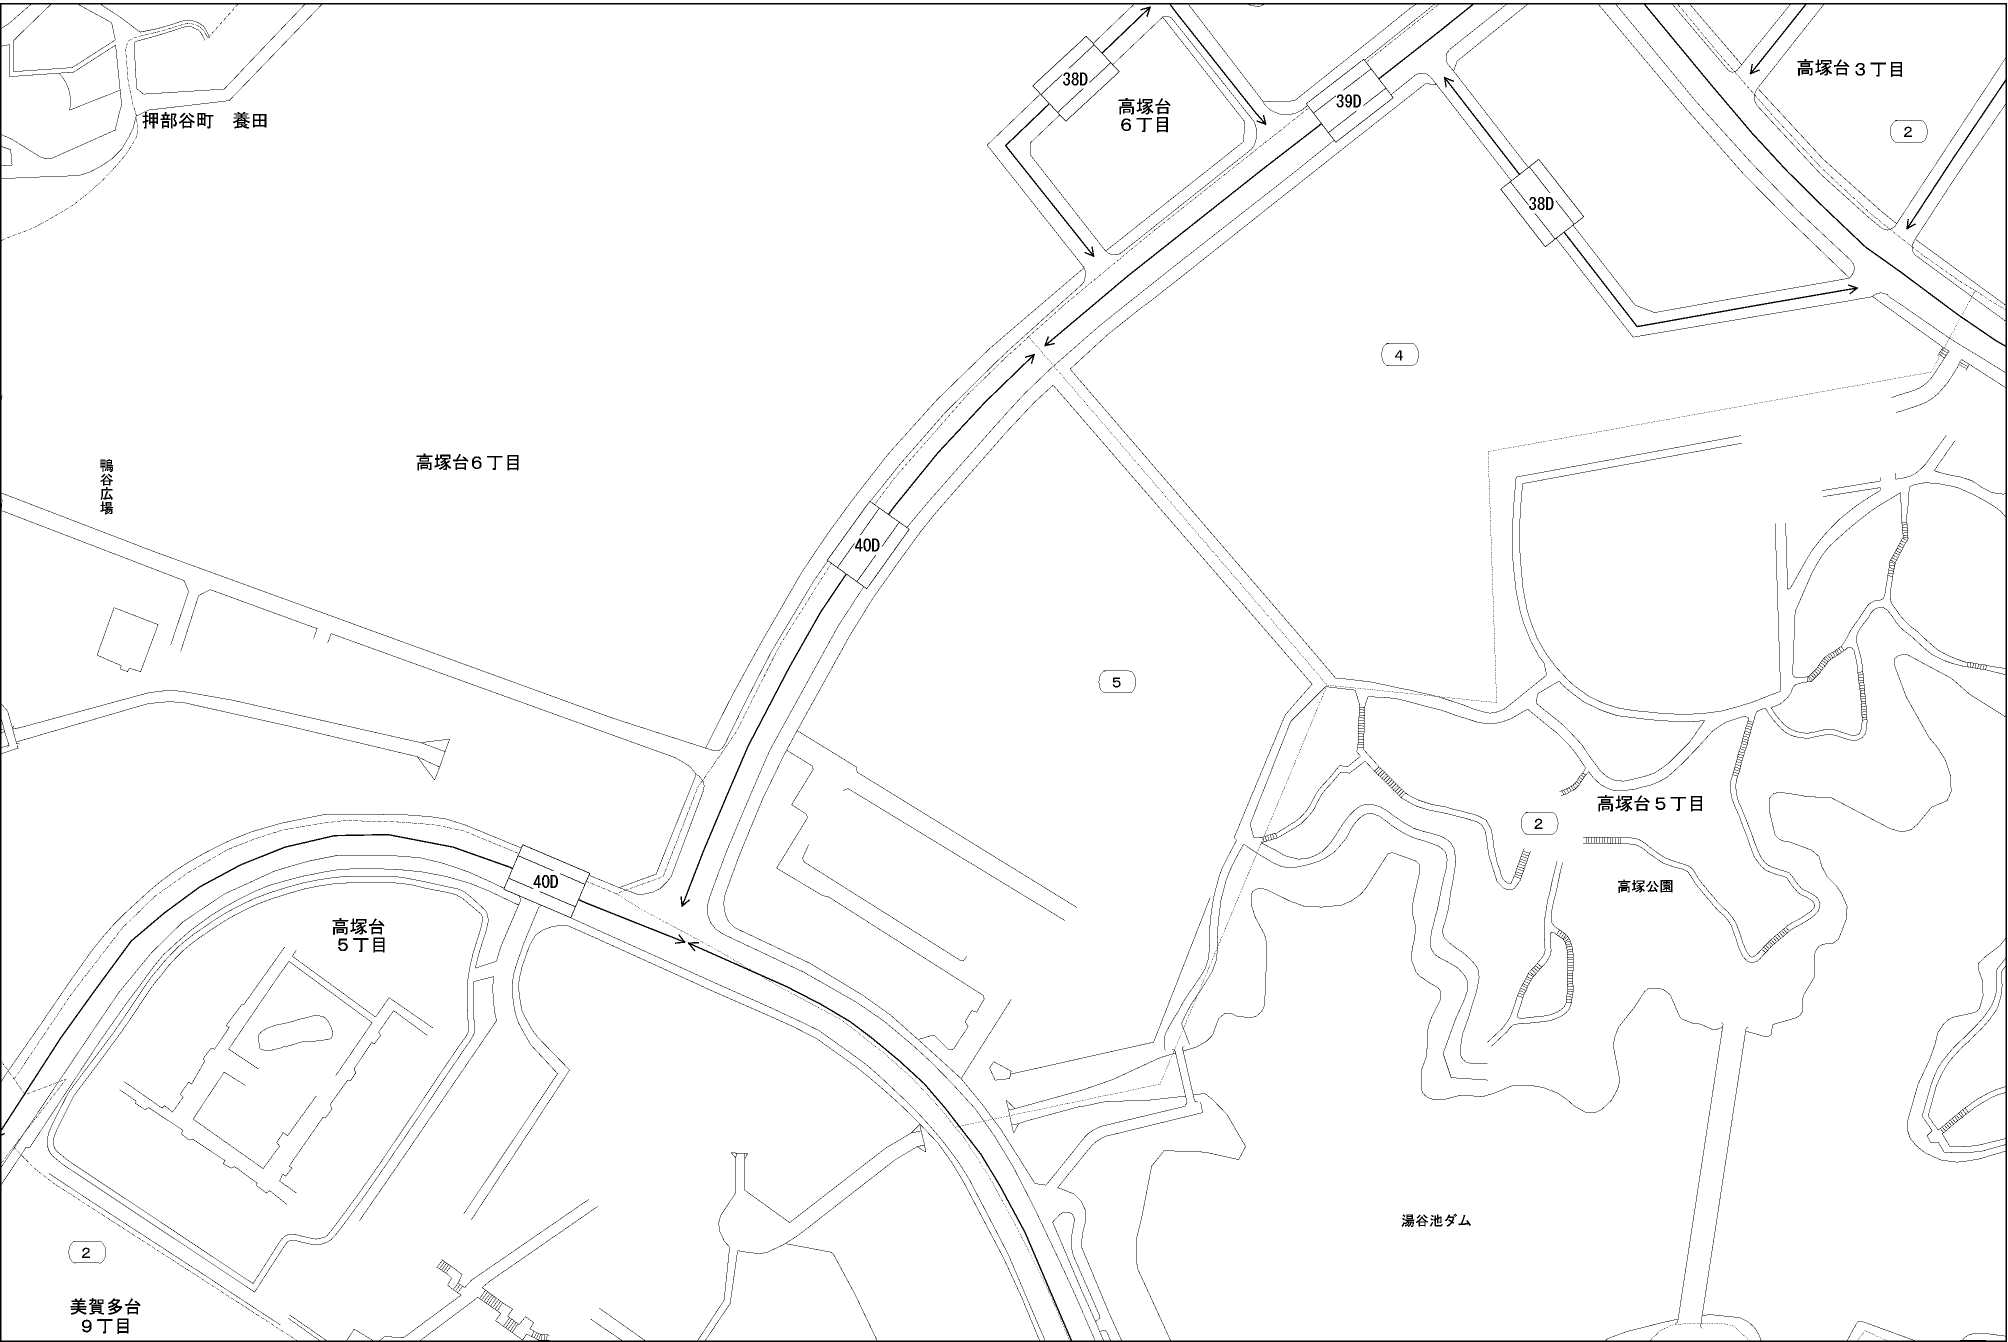 38D
高塚台
６丁目
39D
高塚台３丁目
2
押部谷町　養田
38D
4
高塚台６丁目
鴨谷広場
40D
5
高塚台５丁目
2
40D
高塚公園
高塚台
５丁目
湯谷池ダム
2
美賀多台
９丁目